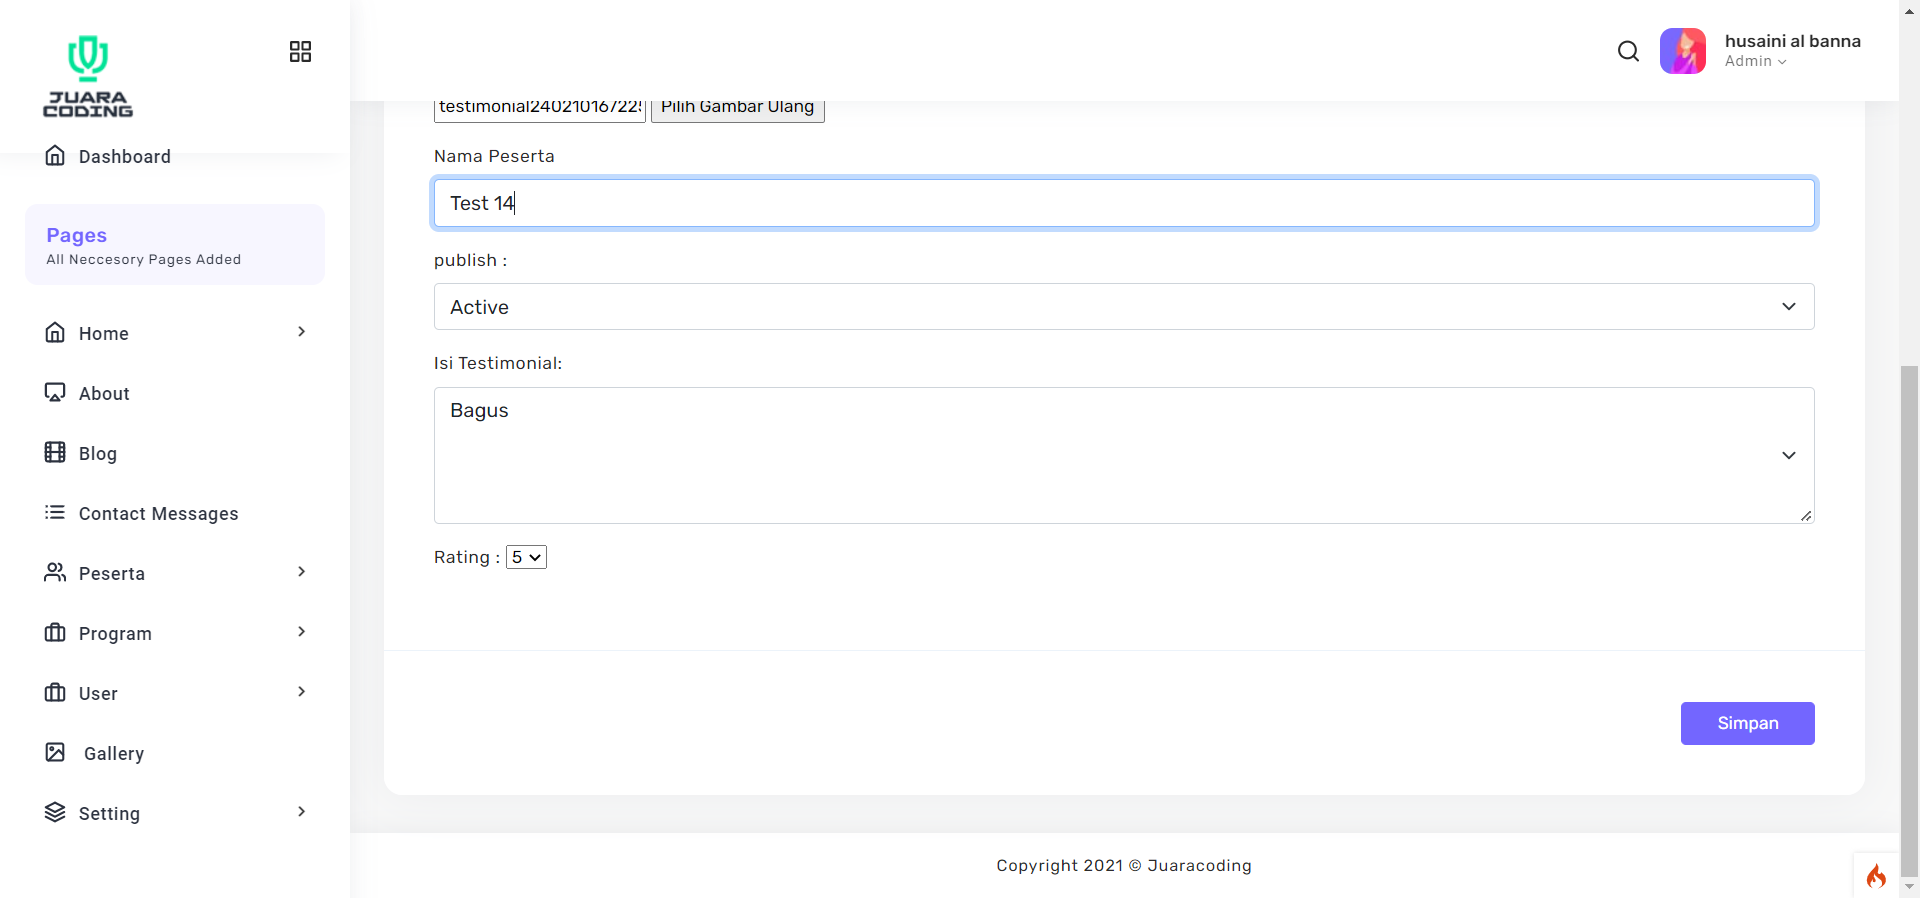 JUARA
CODING
husaini al banna
Admin
Dashboard
Pages
All Neccesory Pages Added
Home
About
Blog
Contact Messages
Peserta
Program
User
Gallery
Setting
Pilih Gambar Ulang
Nama Peserta
Test 14
publish :
Active
Isi Testimonial:
Bagus
Rating : 5
Simpan
Copyright 2021 © Juaracoding